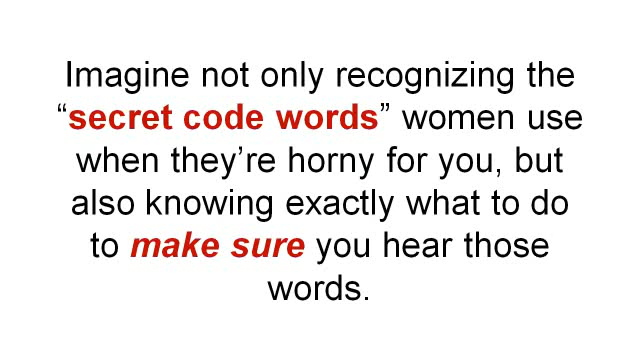 Imagine not only recognizing the
“secret code words” women use
when they’re horny for you, but
also knowing exactly what to do
to make sure you hear those
words.